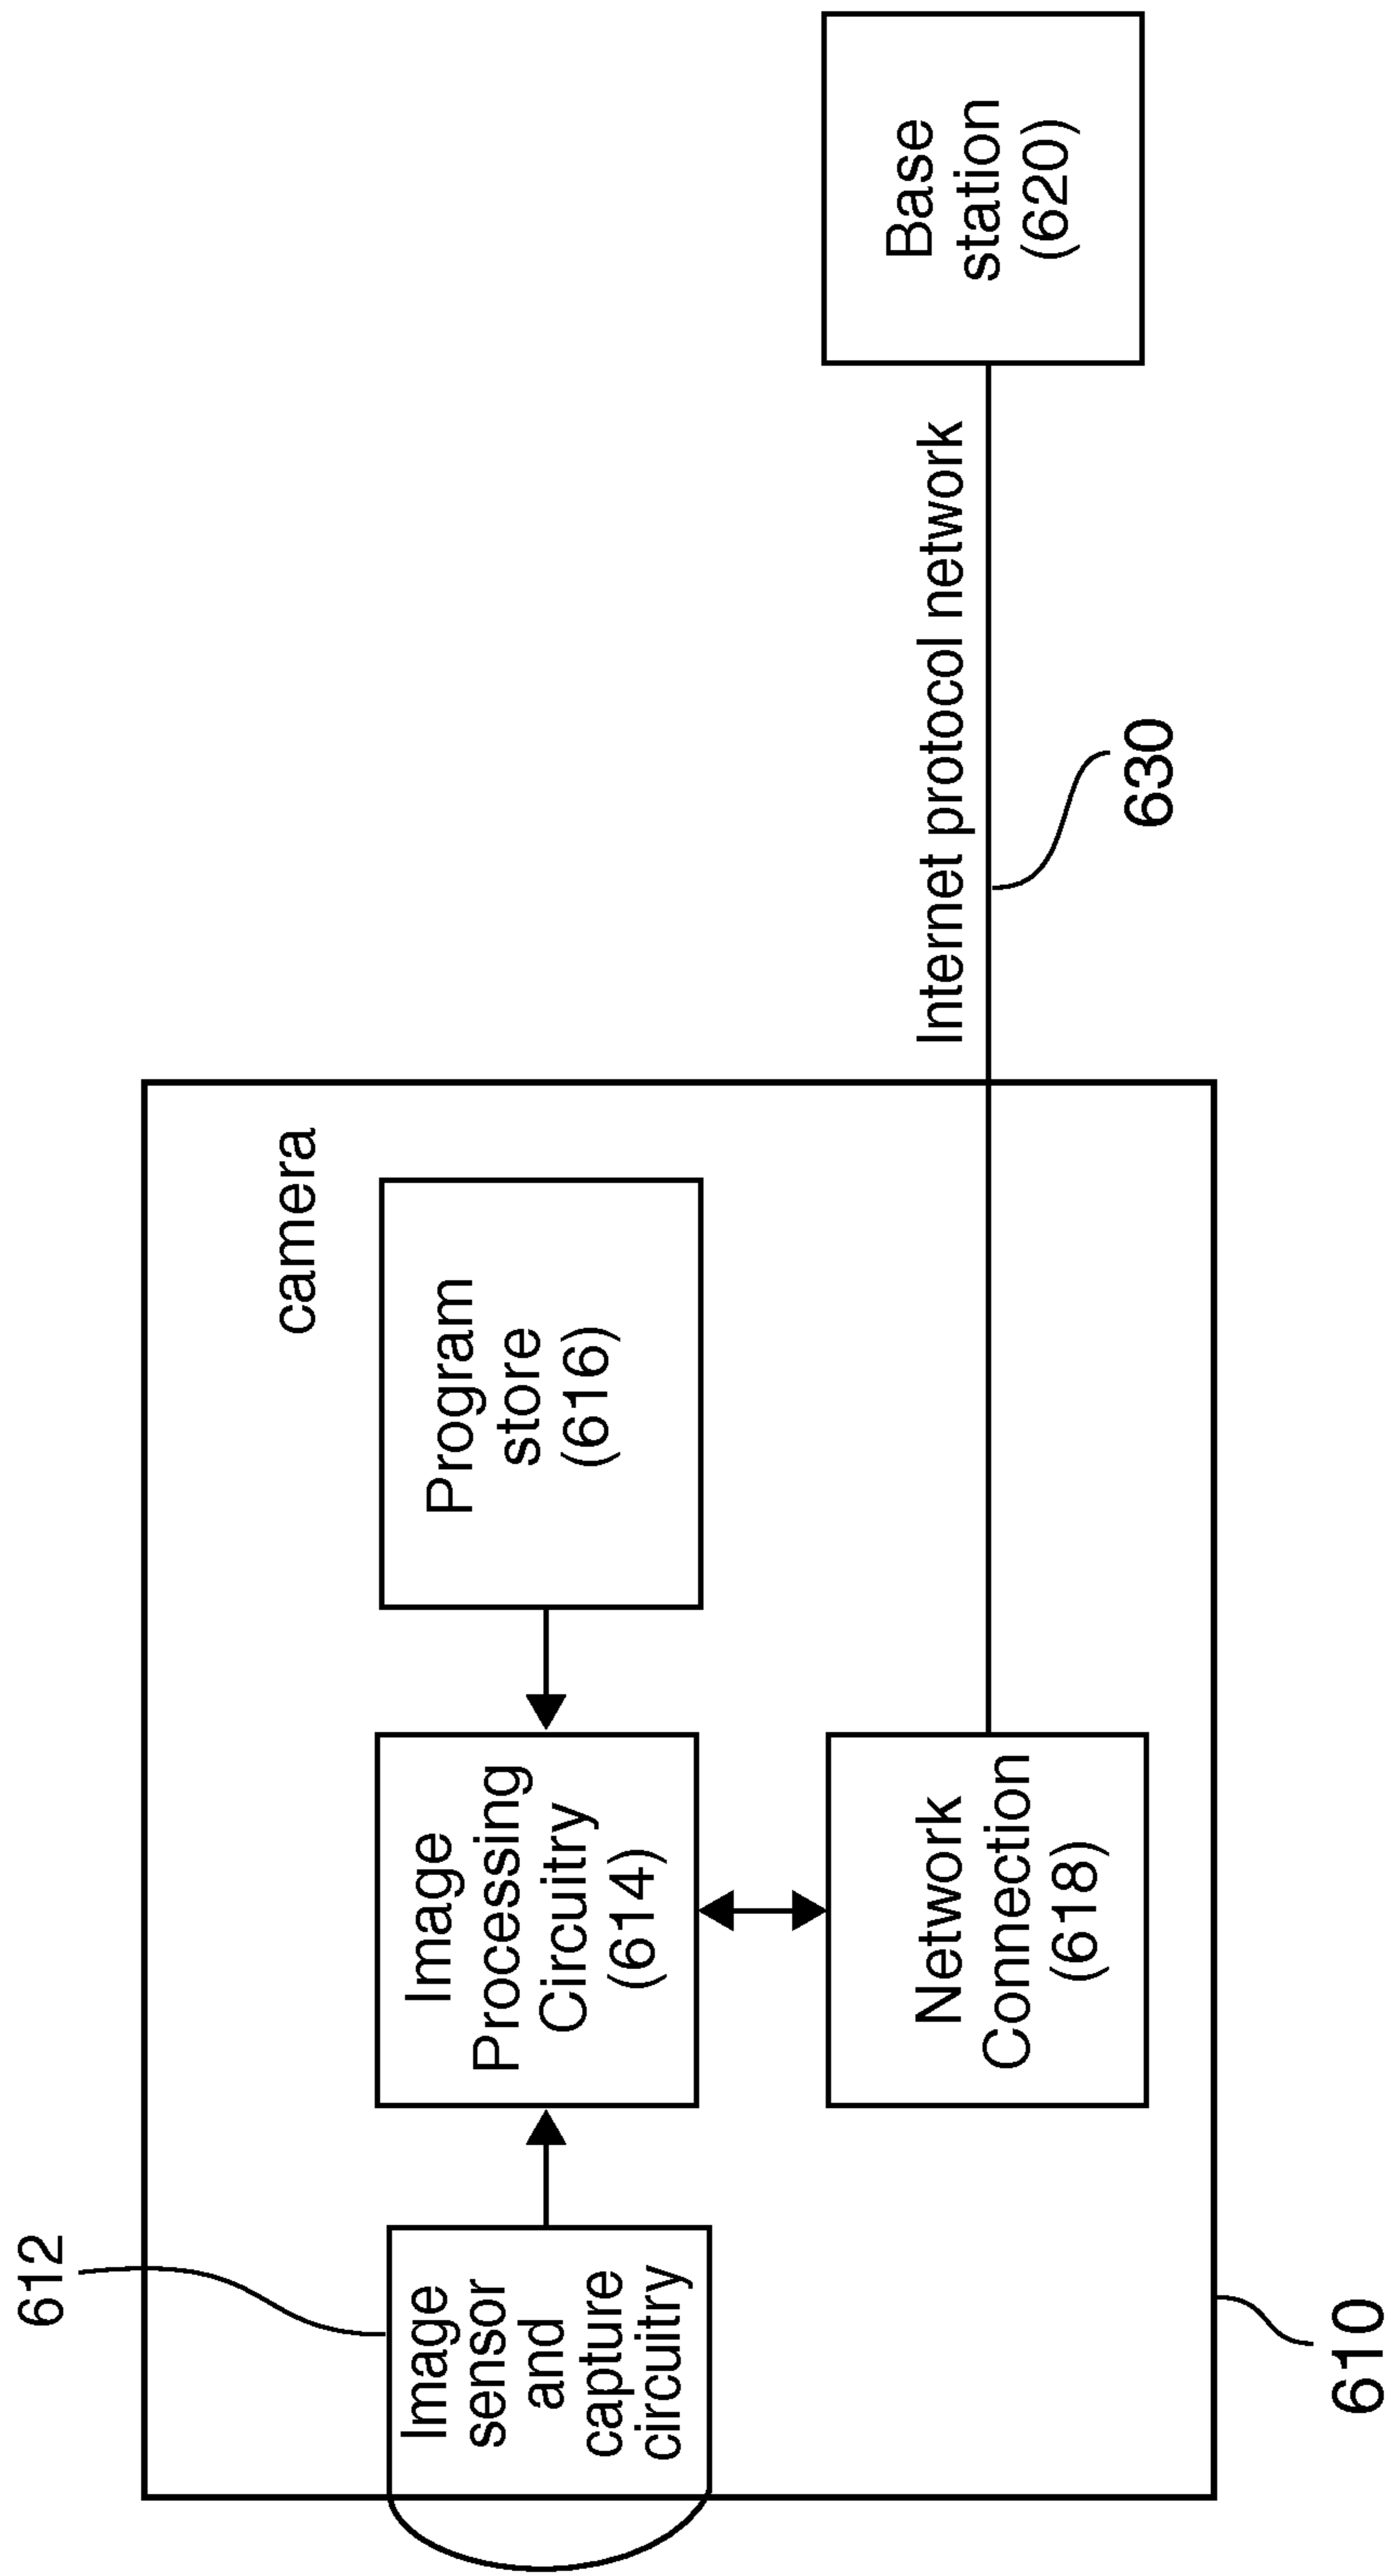 612
camera
Image
sensor
and
capture
circuitry
Image
Processing
Circuitry
(614)
Program
store
(616)
Network
Connection
(618)
Internet protocol network
Base
station
(620)
630
610